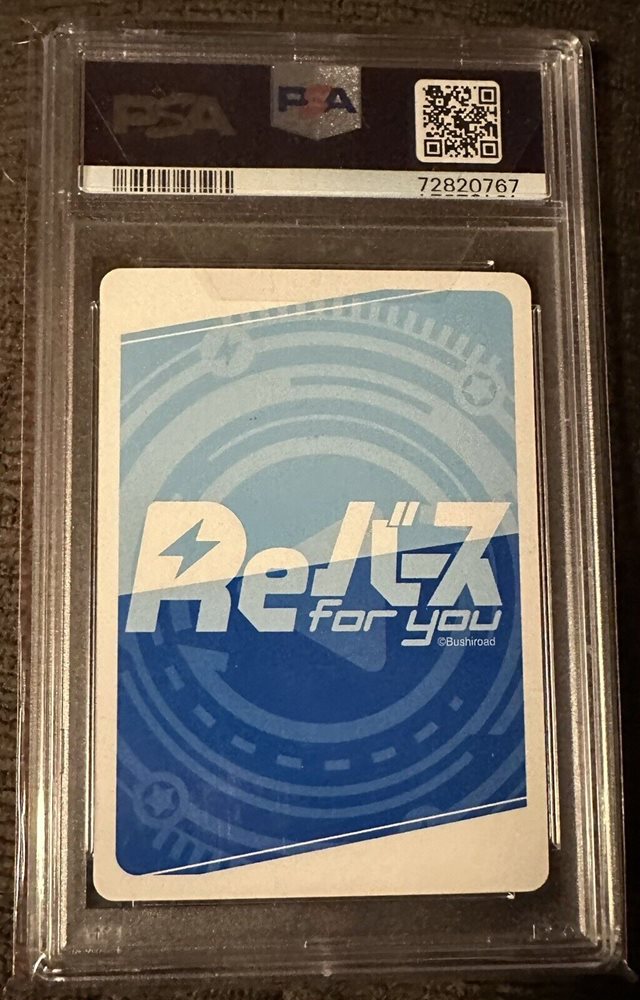 PSA
PSA
72820767
Reバース
for you
©Bushiroad